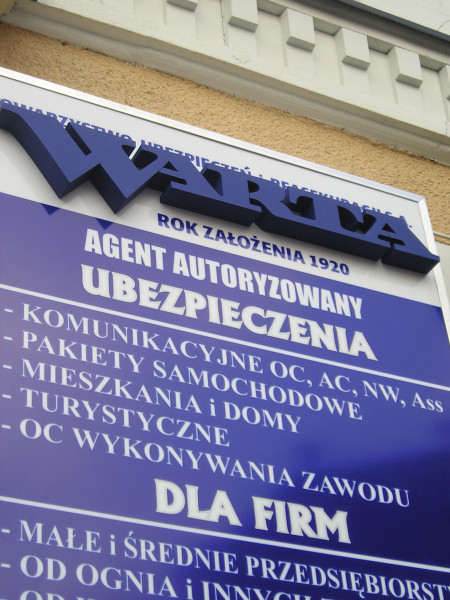 WARTA
ROK ZAŁOŻENIA 1920
AGENT AUTORYZOWANY
UBEZPIECZENIA
- KOMUNIKACYJNE OC, AC, NW, Ass
- PAKIETY SAMOCHODOWE
- MIESZKANIA i DOMY
- TURYSTYCZNE
- OC WYKONYWANIA ZAWODU
DLA FIRM
- MAŁE i ŚREDNIE PRZEDSIĘBIORST
- OD OGNIA i INNYCH
- OD